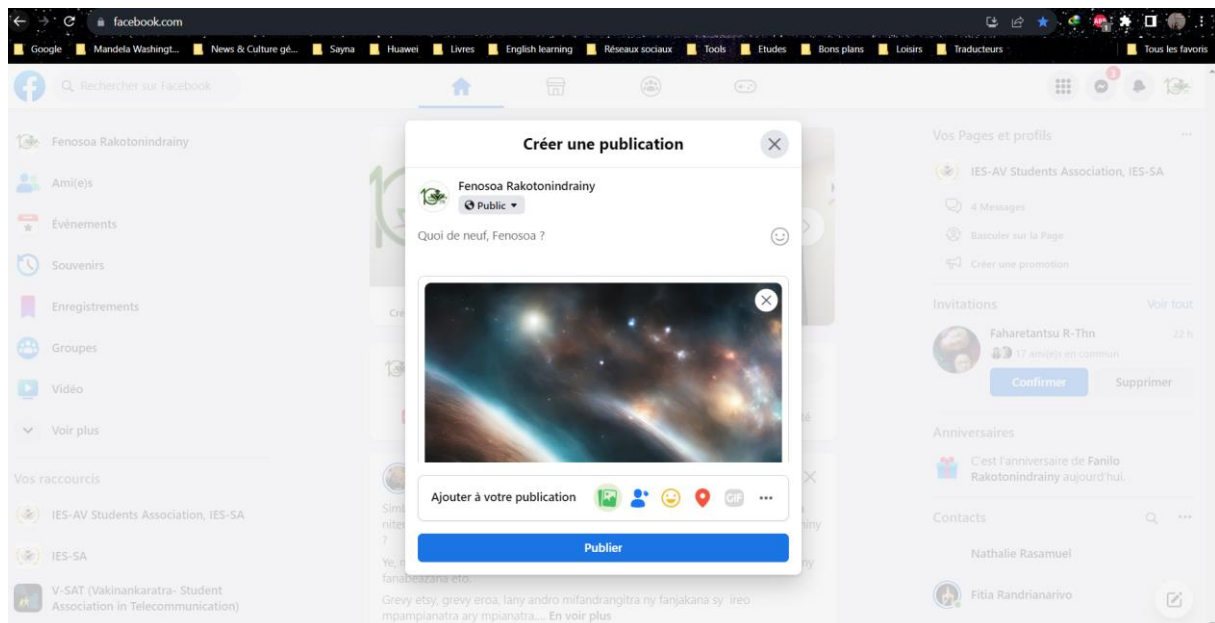 facebook.com
Google Mandela Washingt... News & Culture gé... Sayna Huawei Livres English learning Réseaux sociaux Tools Etudes Bons plans Loisirs Traducteurs Tous les favoris
Rechercher sur Facebook
3
Fenosoa Rakotonindrainy
Ami(e)s
Événements
Souvenirs
Enregistrements
Groupes
Vidéo
Voir plus
Vos raccourcis
IES-AV Students Association, IES-SA
IES-SA
V-SAT (Vakinankaratra- Student
Association in Telecommunication)
Créer une publication
Fenosoa Rakotonindrainy
Public
Quoi de neuf, Fenosoa ?
Ajouter à votre publication
GIF
Publier
fanabeazana eto.
Grevy etsy, grevy eroa, lany andro mifandrangitra ny fanjakana sy ireo
mpampianatra ary mpianatra.... En voir plus
Vos Pages et profils
IES-AV Students Association, IES-SA
4 Messages
Basculer sur la Page
Créer une promotion
Invitations Voir tout
Faharetantsu R-Thn 22 h
17 ami(e)s en commun
Confirmer Supprimer
Anniversaires
C'est l'anniversaire de Fanilo
Rakotonindrainy aujourd'hui.
Contacts
Nathalie Rasamuel
Fitia Randrianarivo